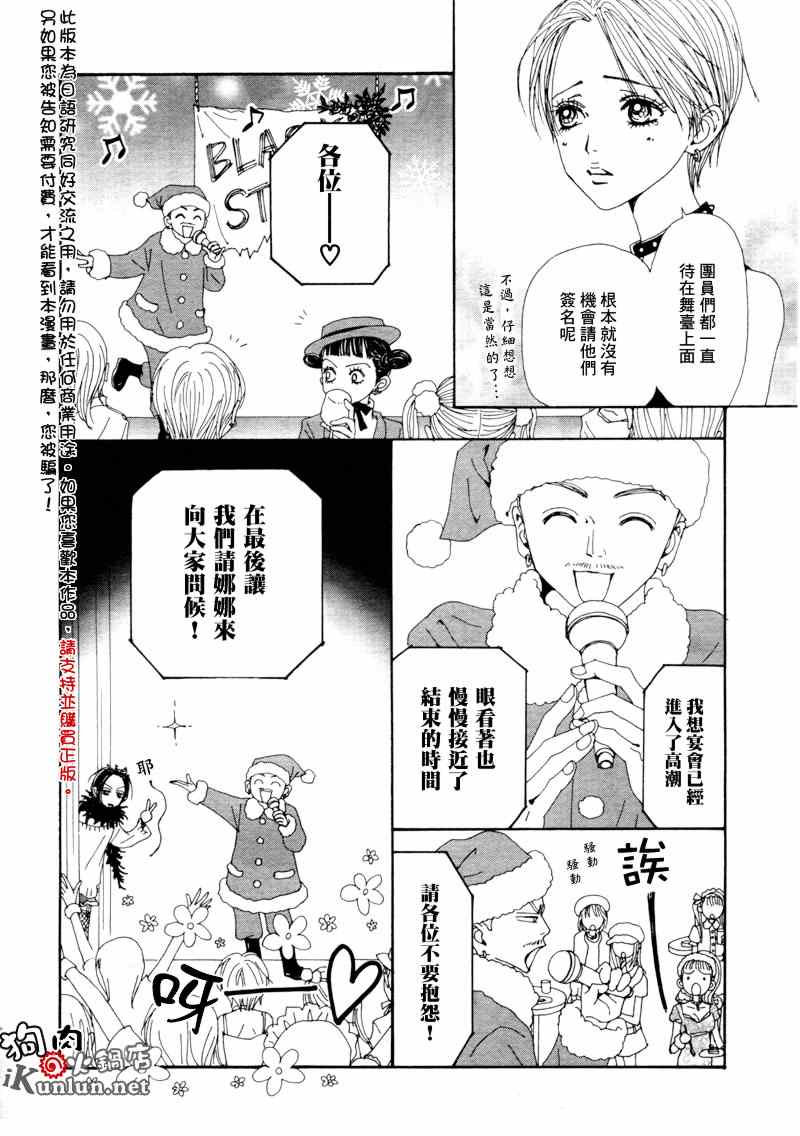 團員們都一直
待在舞臺上面
根本就沒有
機會請他們
簽名呢
不過，仔細想想
這是當然的了…
BLA
ST
各位——♡
我想宴會已經
進入了高潮
眼看著也
慢慢接近了
結束的時間
誒
騷動
騷動
請各位不要抱怨！
在最後讓
我們請娜娜來
向大家問候！
耶
呀——♡
此版本為日語研究同好交流之用，請勿用於任何商業用途。如果您喜歡本作品，請支持並購買正版。
另如果您被告知需要付費，才能看到本漫畫，那麼，您被騙了！
狗肉
火鍋店
iKunlun.net